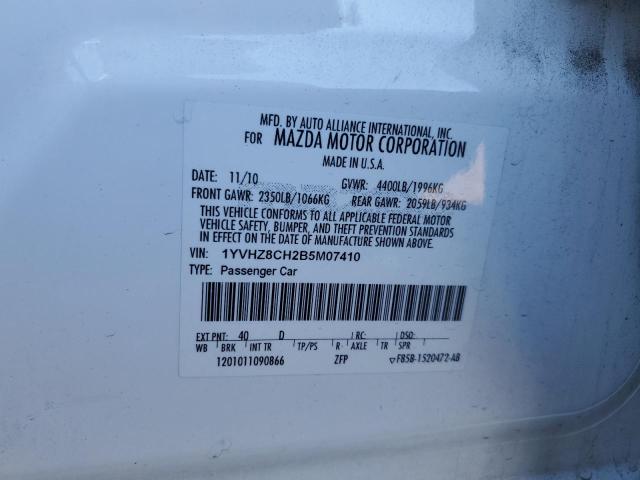 MFD. BY AUTO ALLIANCE INTERNATIONAL, INC.
FOR MAZDA MOTOR CORPORATION
MADE IN U.S.A.
DATE: 11/10 GVWR: 4400LB/1996KG
FRONT GAWR: 2350LB/1066KG REAR GAWR: 2059LB/934KG
THIS VEHICLE CONFORMS TO ALL APPLICABLE FEDERAL MOTOR
VEHICLE SAFETY, BUMPER, AND THEFT PREVENTION STANDARDS
IN EFFECT ON THE DATE OF MANUFACTURE SHOWN ABOVE.
VIN: 1YVHZ8CH2B5M07410
TYPE: Passenger Car
EXT PNT: 40 D RC: DSO:
WB BRK INT TR TP/PS R AXLE TR SPR
1201011090866 ZFP ▽F85B-1520472-AB